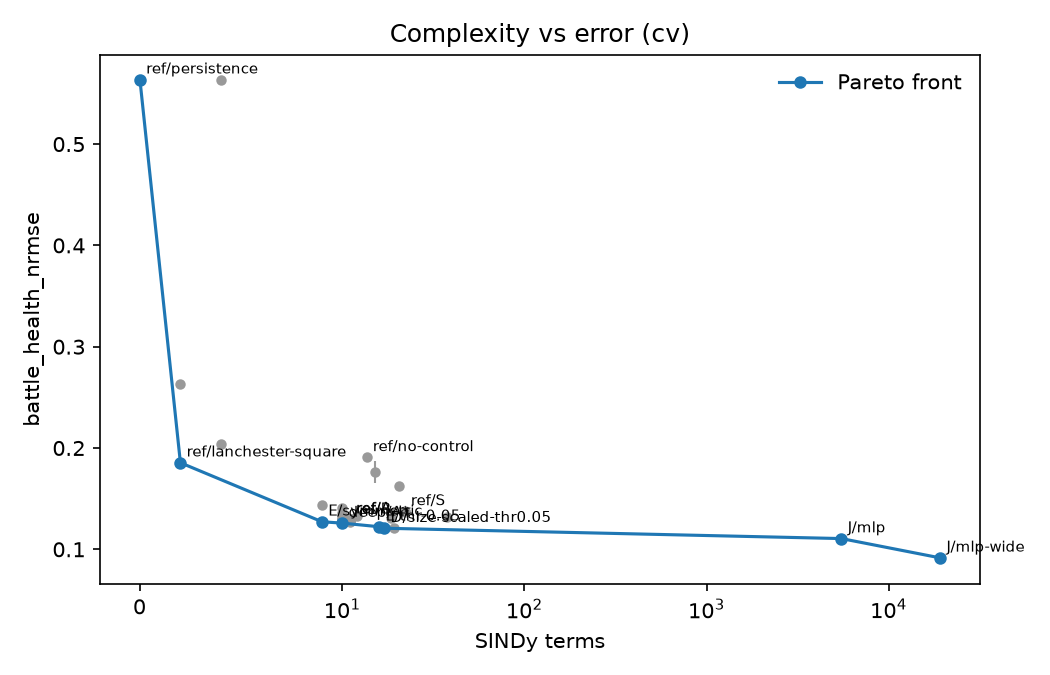 Complexity vs error (cv)
ref/persistence
Pareto front
0.5
0.4
0.3
0.2
0.1
battle_health_nrmse
ref/lanchester-square
ref/no-control
ref/S
D/size-scaled-thr0.05
J/mlp
J/mlp-wide
0
10¹
10²
10³
10⁴
SINDy terms